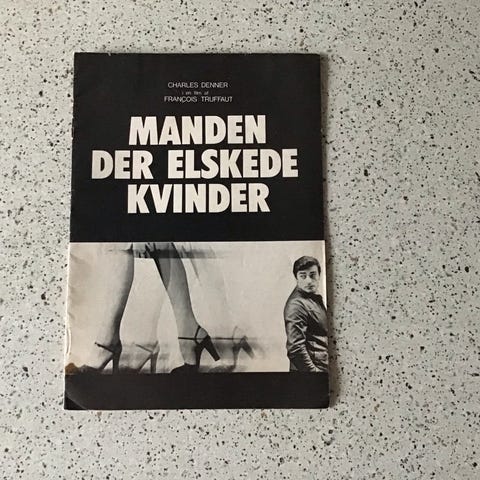 CHARLES DENNER
i en film af
FRANÇOIS TRUFFAUT
MANDEN
DER ELSKEDE
KVINDER